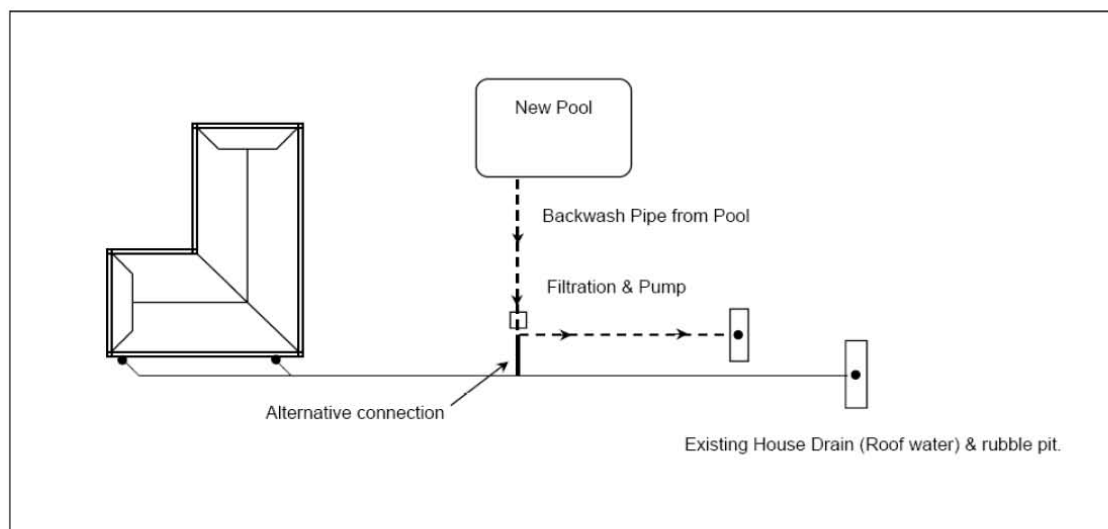 New Pool
Backwash Pipe from Pool
Filtration & Pump
Alternative connection
Existing House Drain (Roof water) & rubble pit.